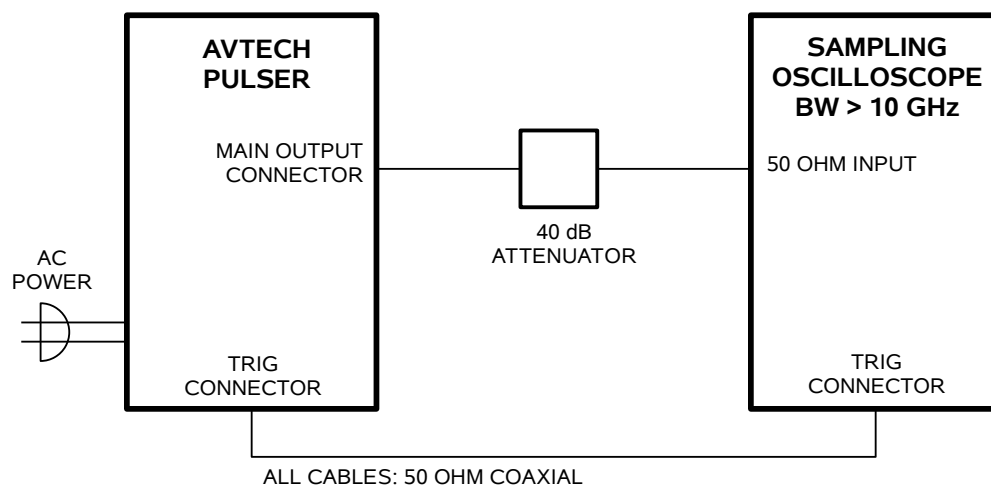 AVTECH
PULSER
MAIN OUTPUT
CONNECTOR
AC
POWER
TRIG
CONNECTOR
40 dB
ATTENUATOR
SAMPLING
OSCILLOSCOPE
BW > 10 GHz
50 OHM INPUT
TRIG
CONNECTOR
ALL CABLES: 50 OHM COAXIAL